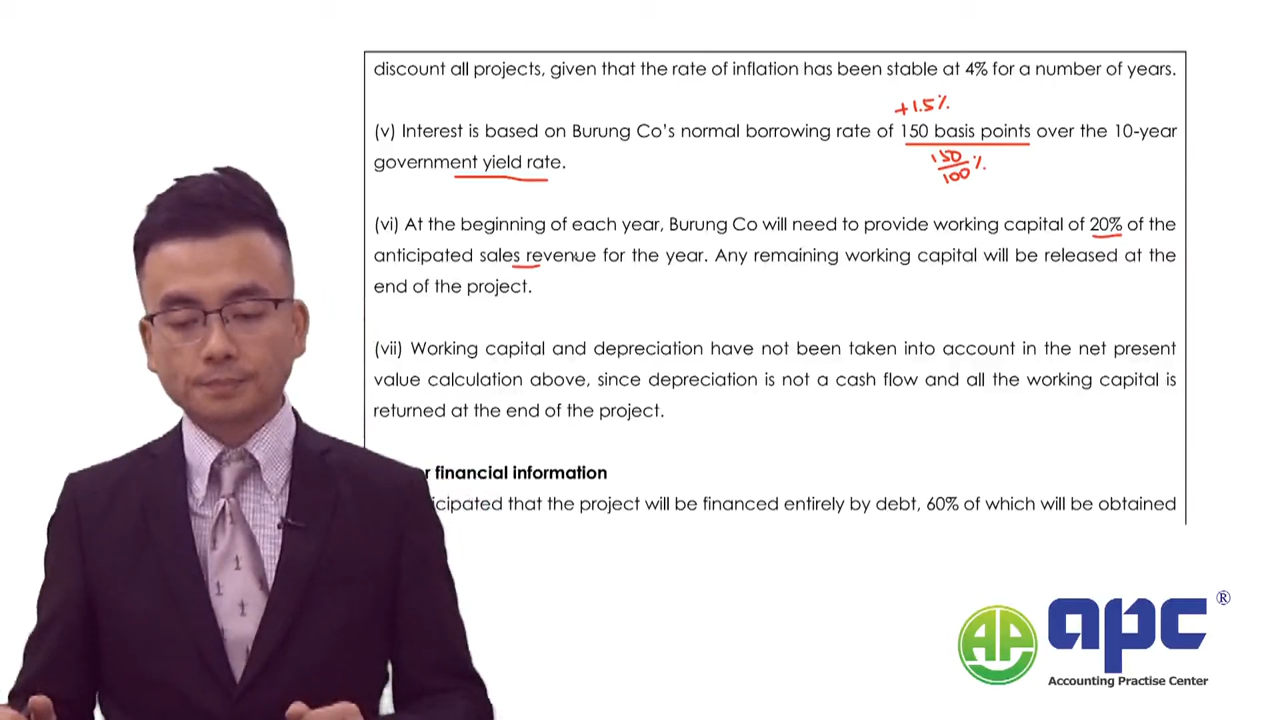 discount all projects, given that the rate of inflation has been stable at 4% for a number of years.
+1.5%
(v) Interest is based on Burung Co's normal borrowing rate of 150 basis points over the 10-year
government yield rate.
150
100 %
(vi) At the beginning of each year, Burung Co will need to provide working capital of 20% of the
anticipated sales revenue for the year. Any remaining working capital will be released at the
end of the project.
(vii) Working capital and depreciation have not been taken into account in the net present
value calculation above, since depreciation is not a cash flow and all the working capital is
returned at the end of the project.
r financial information
icipated that the project will be financed entirely by debt, 60% of which will be obtained
AP apc ®
Accounting Practise Center